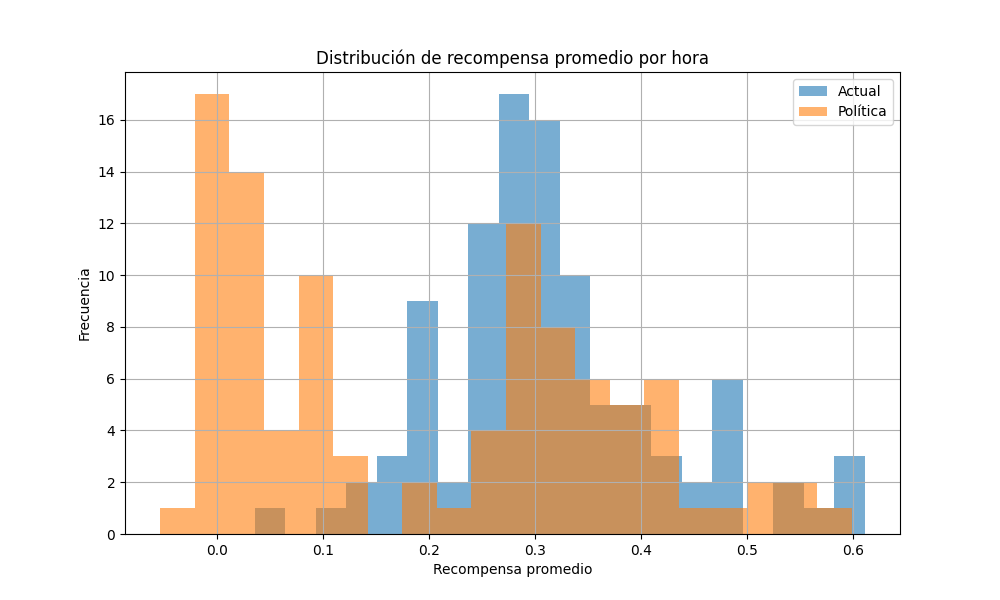 Distribución de recompensa promedio por hora
Actual
Política
Frecuencia
16
14
12
10
8
6
4
2
0
0.0 0.1 0.2 0.3 0.4 0.5 0.6
Recompensa promedio